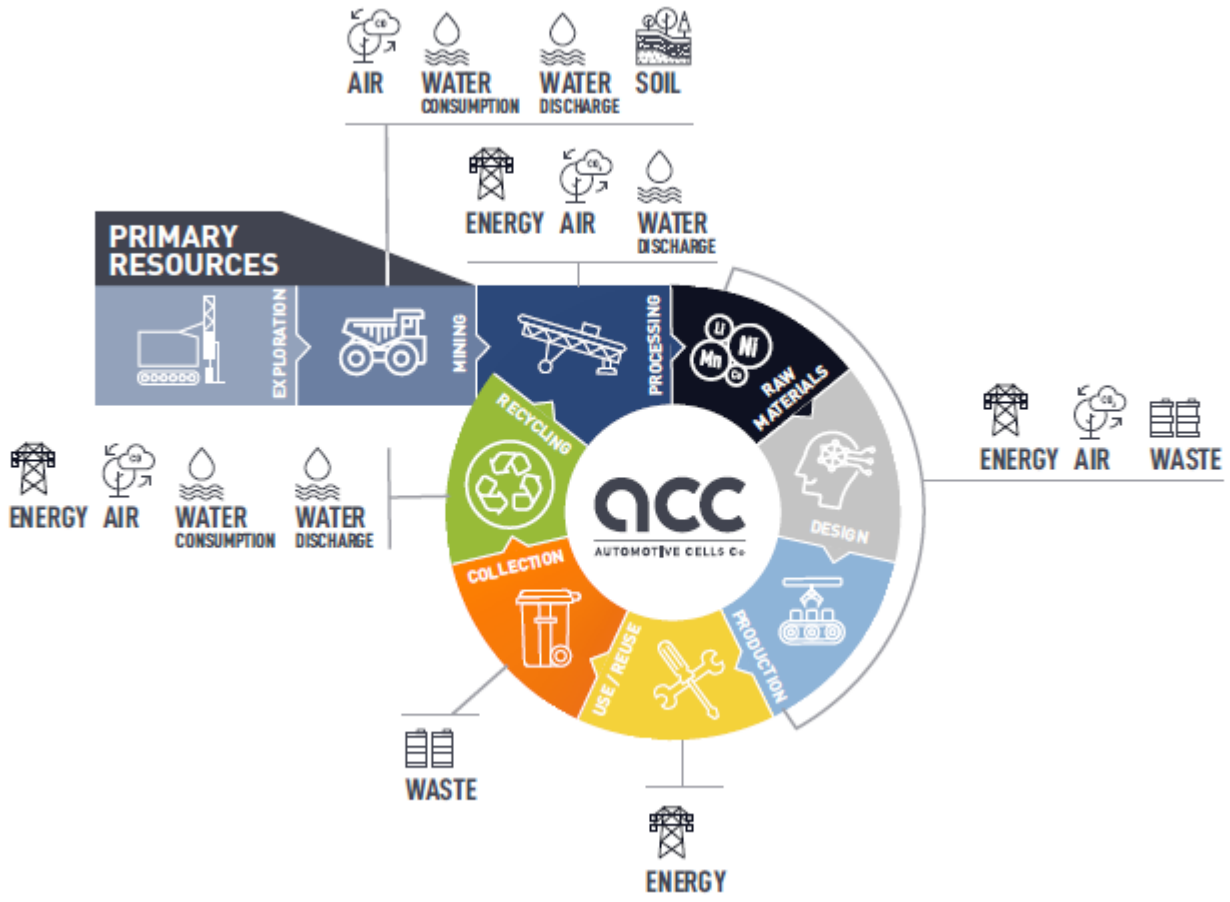 AIR
WATER
CONSUMPTION
WATER
DISCHARGE
SOIL
ENERGY
AIR
WATER
DISCHARGE
PRIMARY
RESOURCES
EXPLORATION
MINING
PROCESSING
Li
Ni
Mn
Co
RAW
MATERIALS
RECYCLING
DESIGN
acc
AUTOMOTIVE CELLS Co
ENERGY
AIR
WASTE
ENERGY
AIR
WATER
CONSUMPTION
WATER
DISCHARGE
COLLECTION
USE / REUSE
PRODUCTION
WASTE
ENERGY